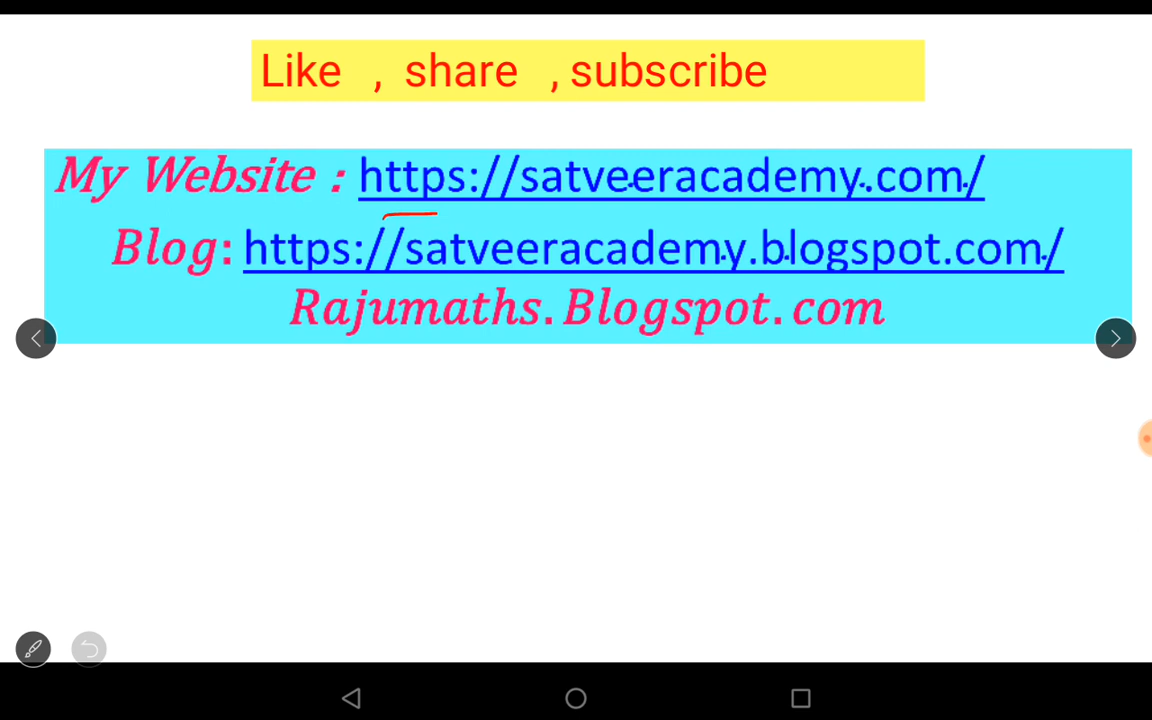 Like , share , subscribe
My Website : https://satveeracademy.com/
Blog: https://satveeracademy.blogspot.com/
Rajumaths.Blogspot.com